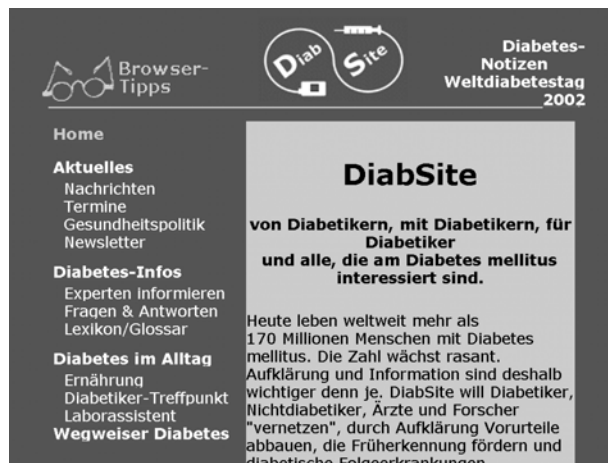 Browser-
Tipps
Diab
Site
Diabetes-
Notizen
Weltdiabetestag
2002
Home
Aktuelles
Nachrichten
Termine
Gesundheitspolitik
Newsletter
Diabetes-Infos
Experten informieren
Fragen & Antworten
Lexikon/Glossar
Diabetes im Alltag
Ernährung
Diabetiker-Treffpunkt
Laborassistent
Wegweiser Diabetes
DiabSite
von Diabetikern, mit Diabetikern, für
Diabetiker
und alle, die am Diabetes mellitus
interessiert sind.
Heute leben weltweit mehr als
170 Millionen Menschen mit Diabetes
mellitus. Die Zahl wächst rasant.
Aufklärung und Information sind deshalb
wichtiger denn je. DiabSite will Diabetiker,
Nichtdiabetiker, Ärzte und Forscher
"vernetzen", durch Aufklärung Vorurteile
abbauen, die Früherkennung fördern und
diabetische Folgeerkrankungen